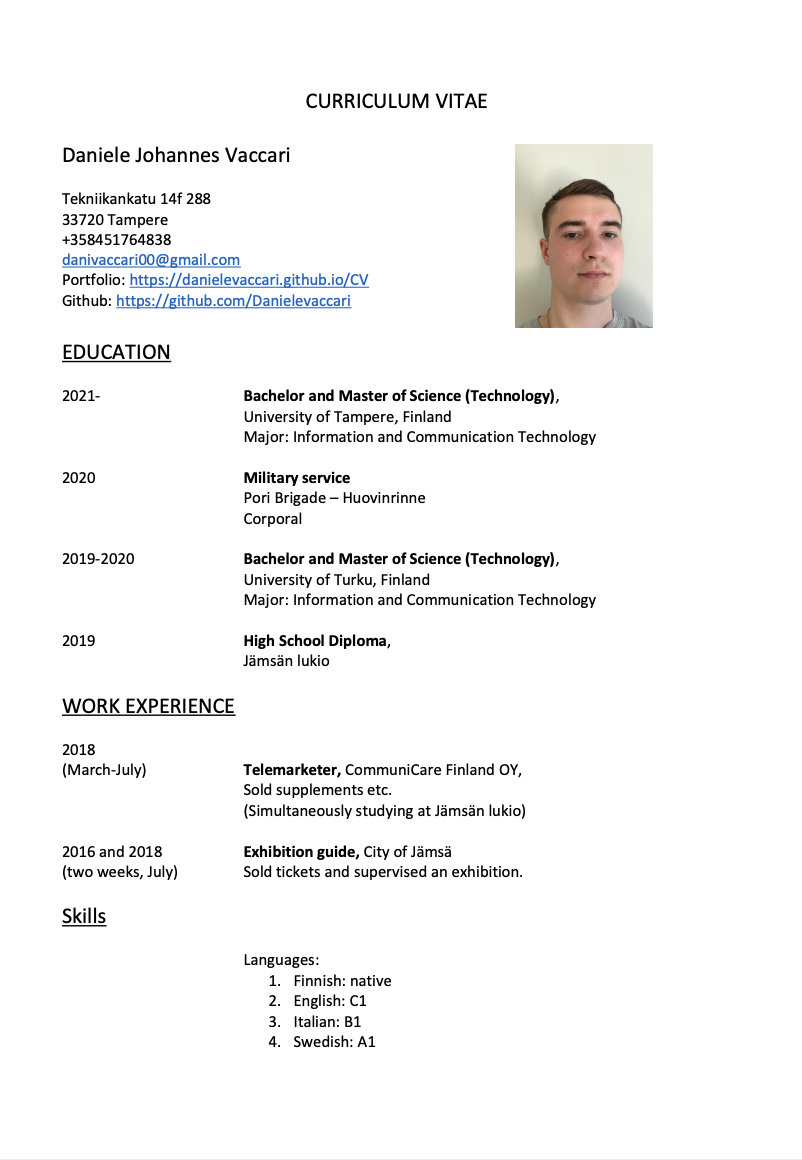 CURRICULUM VITAE
Daniele Johannes Vaccari
Tekniikankatu 14f 288
33720 Tampere
+358451764838
danivaccari00@gmail.com
Portfolio: https://danielevaccari.github.io/CV
Github: https://github.com/Danielevaccari
EDUCATION
2021- Bachelor and Master of Science (Technology),
University of Tampere, Finland
Major: Information and Communication Technology
2020 Military service
Pori Brigade – Huovinrinne
Corporal
2019-2020 Bachelor and Master of Science (Technology),
University of Turku, Finland
Major: Information and Communication Technology
2019 High School Diploma,
Jämsän lukio
WORK EXPERIENCE
2018
(March-July) Telemarketer, CommuniCare Finland OY,
Sold supplements etc.
(Simultaneously studying at Jämsän lukio)
2016 and 2018 Exhibition guide, City of Jämsä
(two weeks, July) Sold tickets and supervised an exhibition.
Skills
Languages:
1. Finnish: native
2. English: C1
3. Italian: B1
4. Swedish: A1